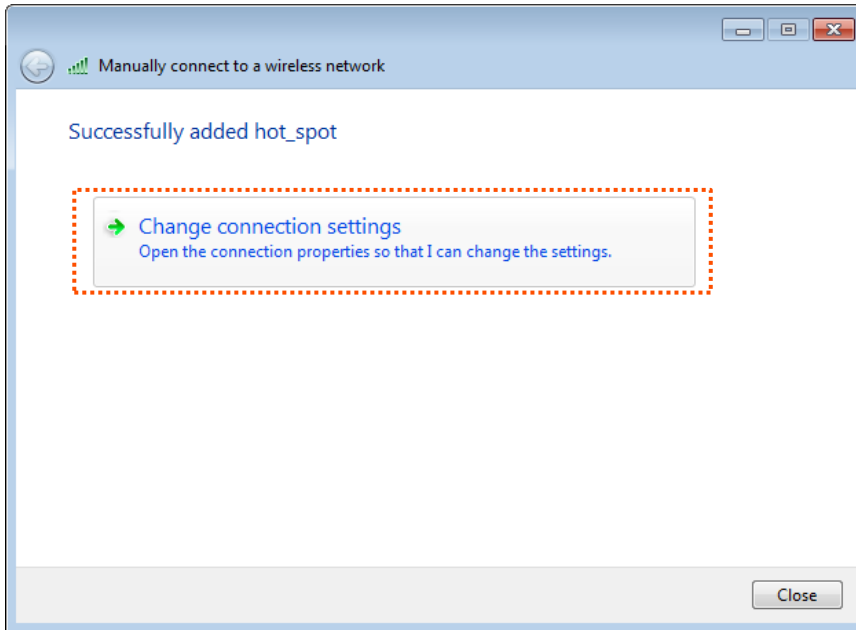 Manually connect to a wireless network
Successfully added hot_spot
Change connection settings
Open the connection properties so that I can change the settings.
Close